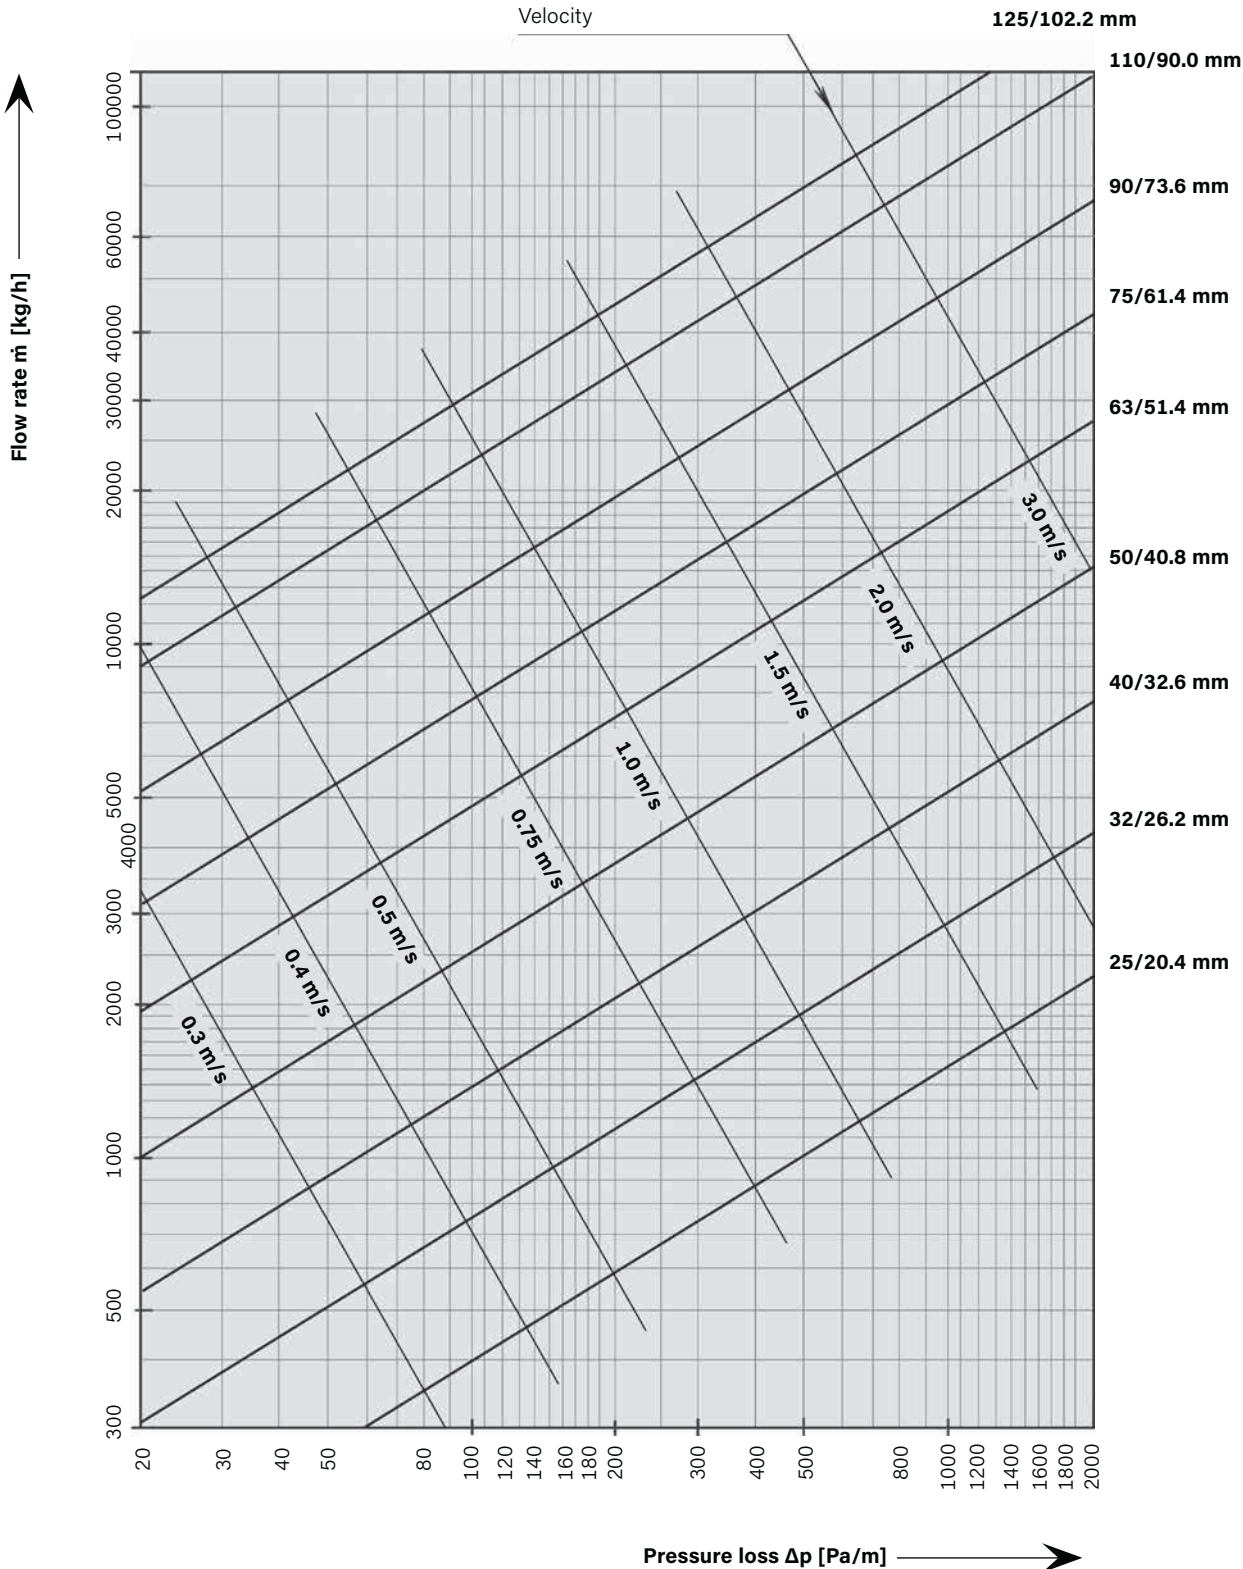 Velocity
125/102.2 mm
110/90.0 mm
90/73.6 mm
75/61.4 mm
63/51.4 mm
50/40.8 mm
40/32.6 mm
32/26.2 mm
25/20.4 mm
Flow rate ṁ [kg/h]
100000
60000
40000
30000
20000
10000
5000
4000
3000
2000
1000
500
300
3.0 m/s
2.0 m/s
1.5 m/s
1.0 m/s
0.75 m/s
0.5 m/s
0.4 m/s
0.3 m/s
20 30 40 50 80 100 120 140 160 180 200 300 400 500 800 1000 1200 1400 1600 1800 2000
Pressure loss Δp [Pa/m]